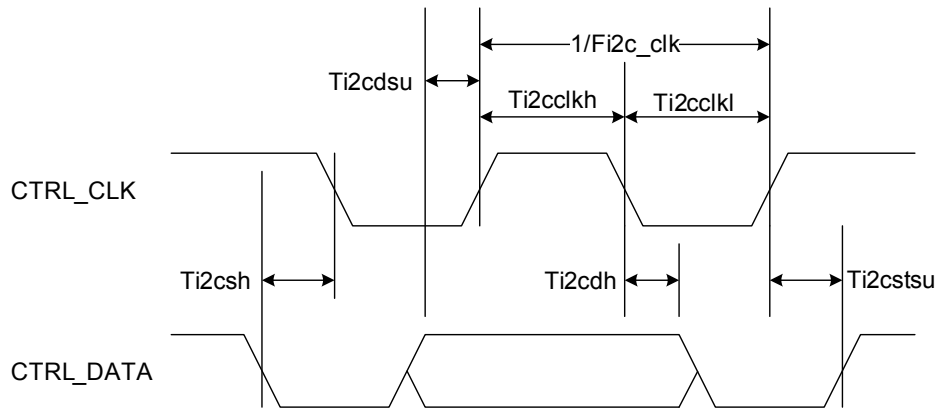 1/Fi2c_clk
Ti2cdsu
Ti2cclkh
Ti2cclkl
CTRL_CLK
Ti2csh
Ti2cdh
Ti2cstsu
CTRL_DATA